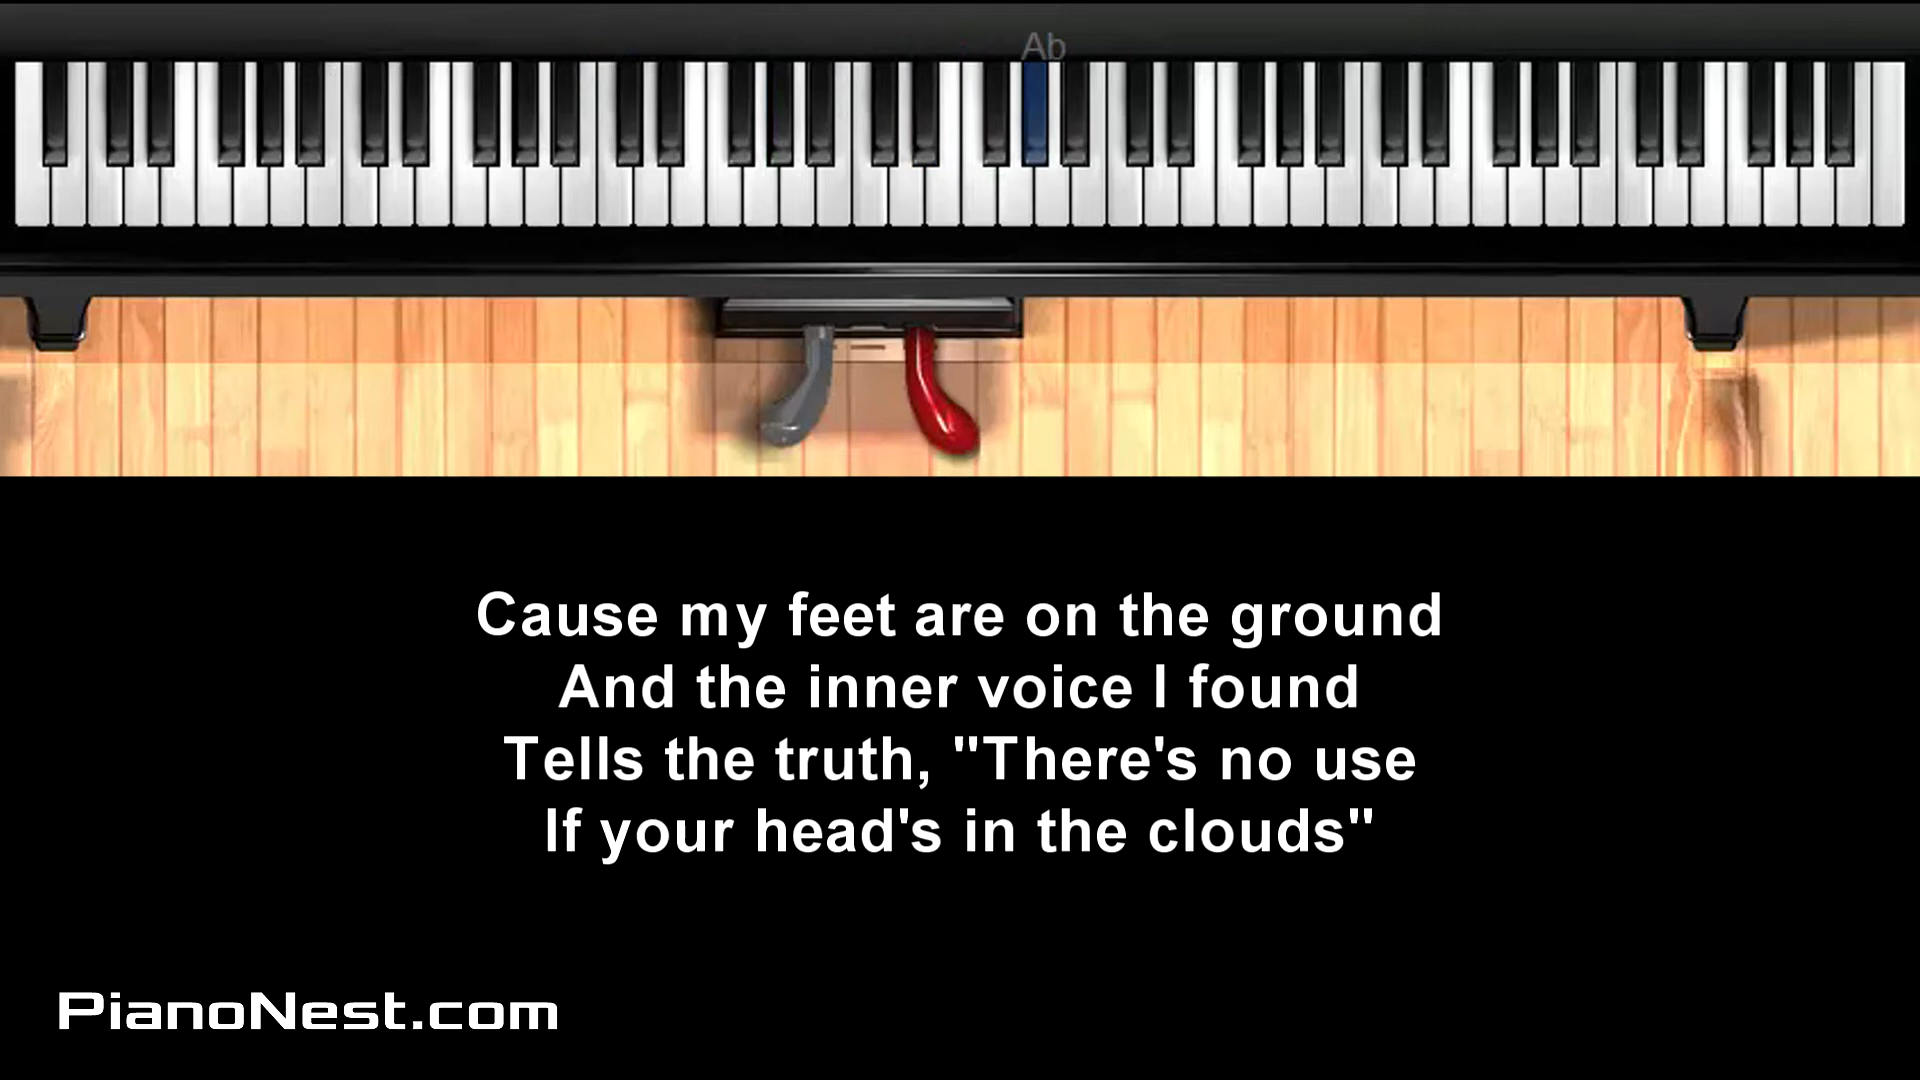 Ab
Cause my feet are on the ground
And the inner voice I found
Tells the truth, "There's no use
If your head's in the clouds"
PianoNest.com